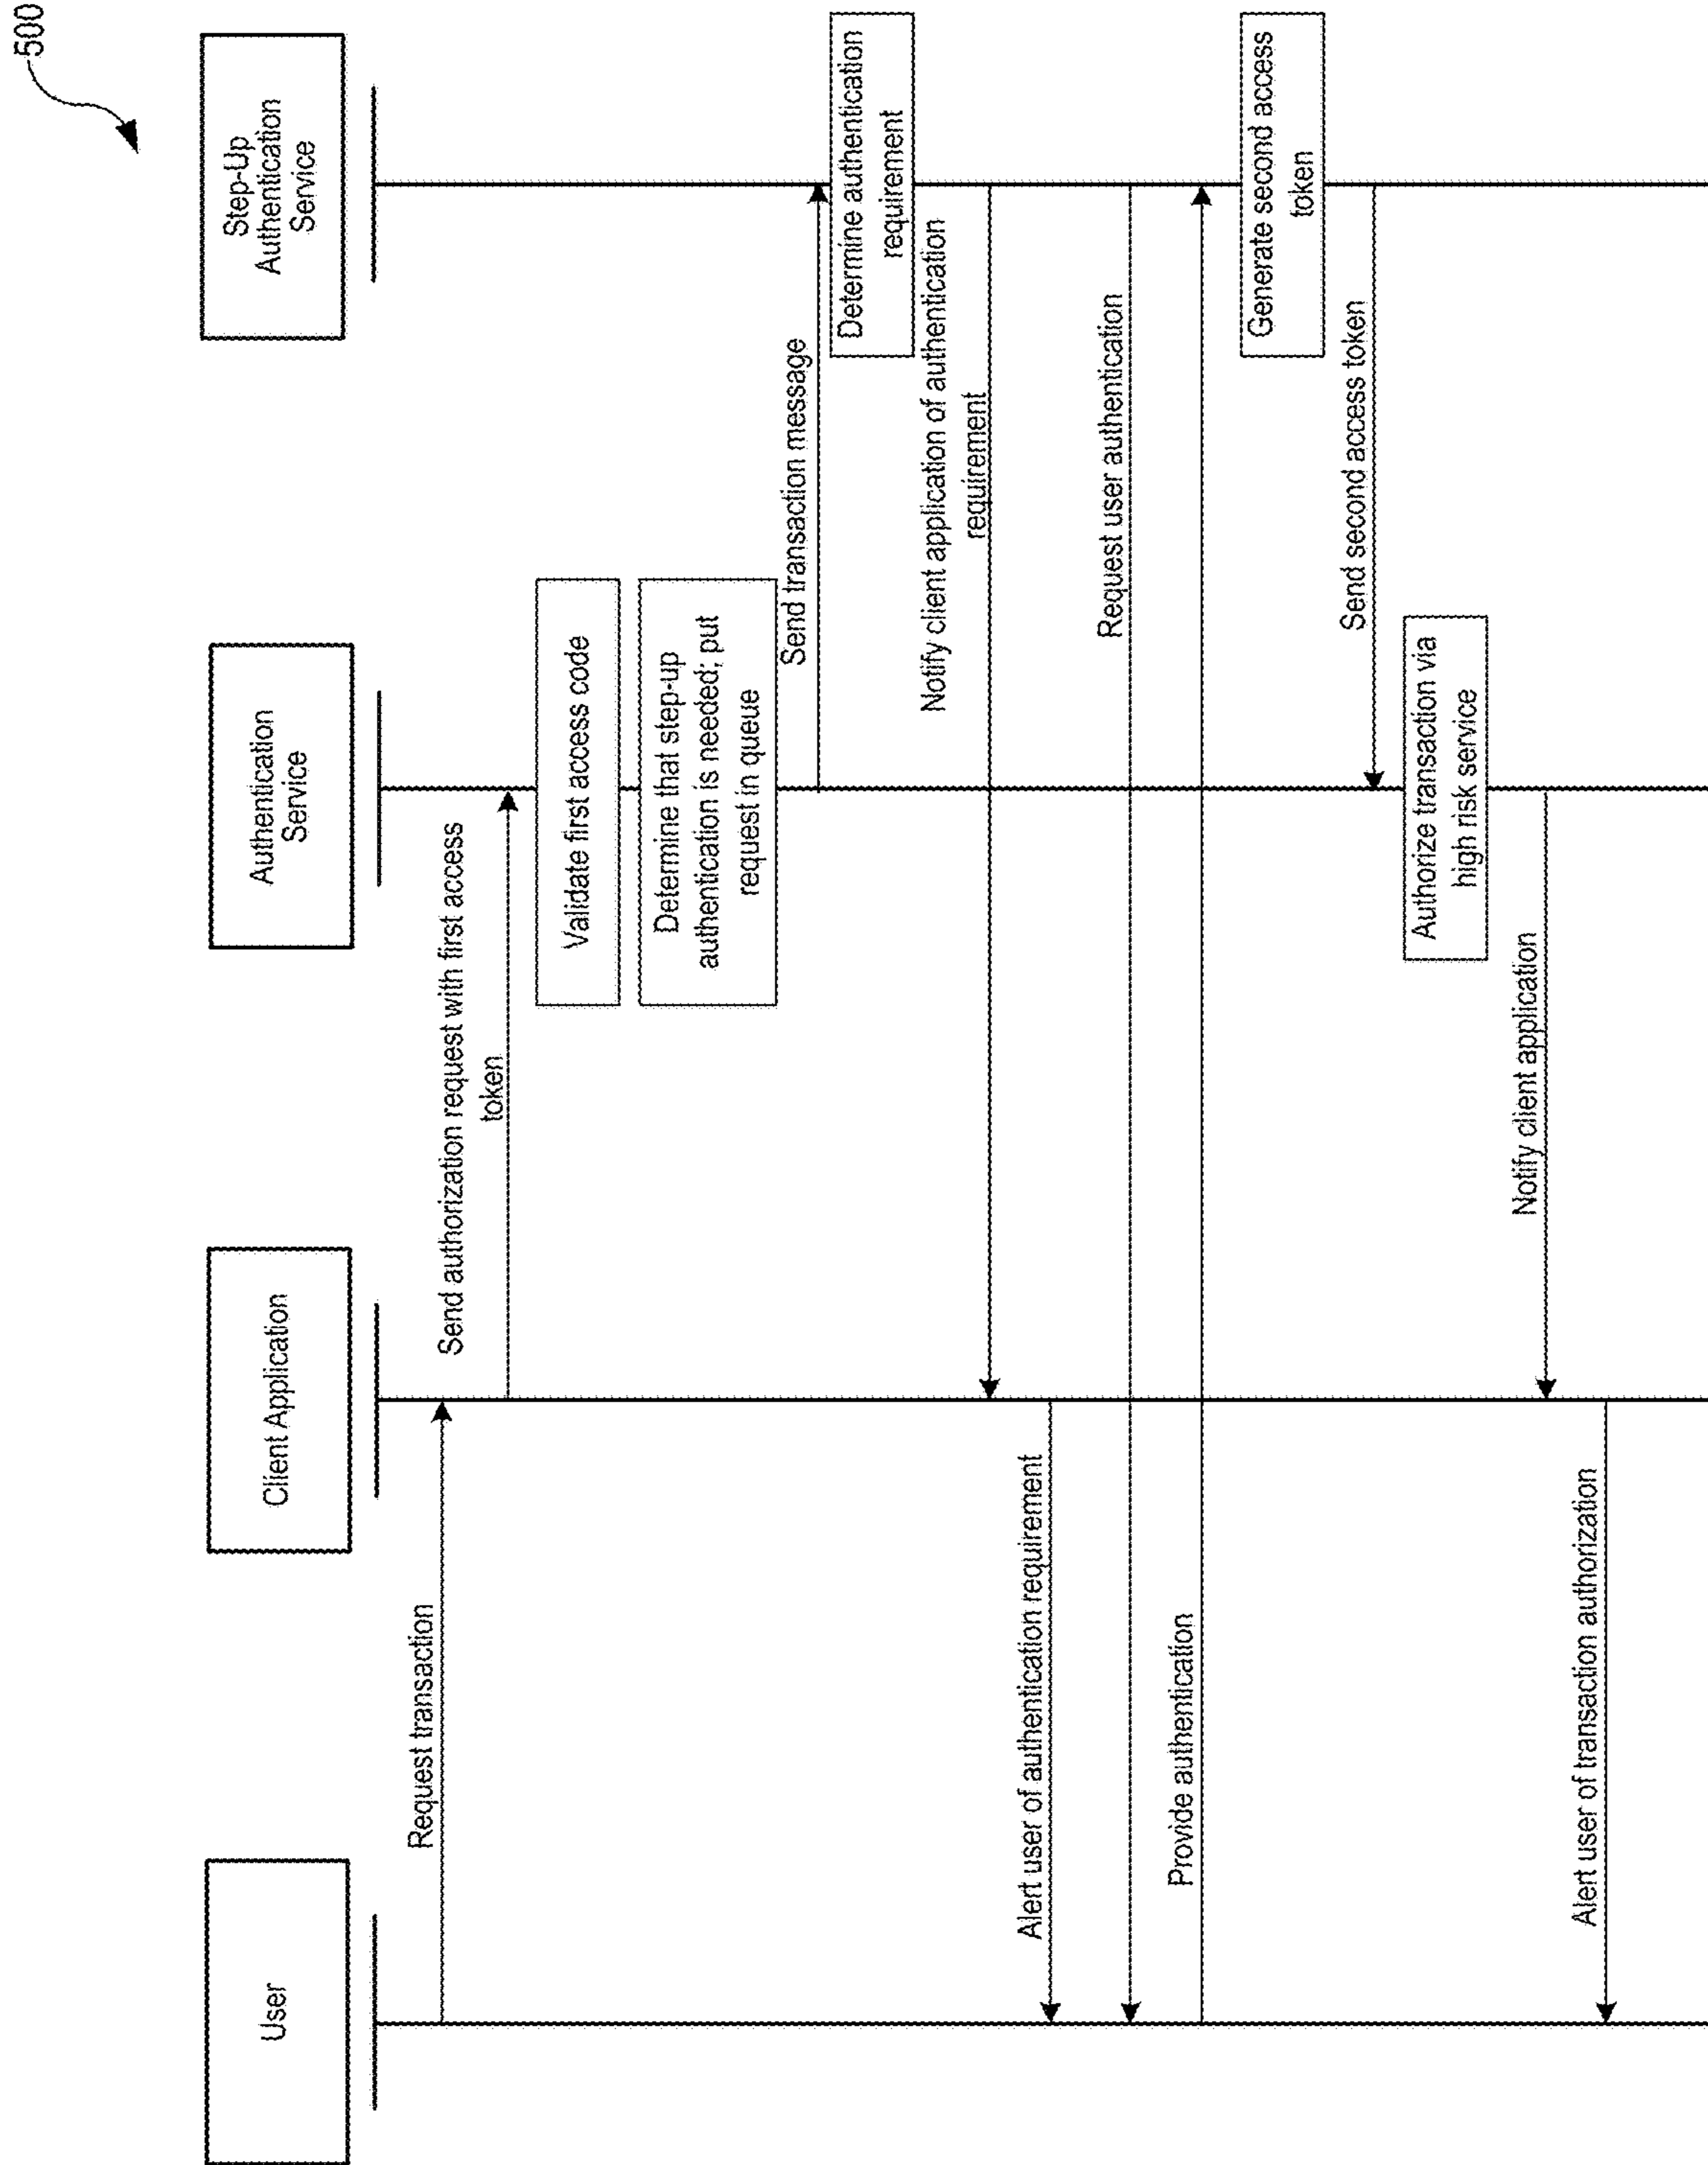 500
User
Client Application
Authentication
Service
Step-Up
Authentication
Service
Request transaction
Send authorization request with first access
token
Validate first access code
Determine that step-up
authentication is needed; put
request in queue
Send transaction message
Determine authentication
requirement
Notify client application of authentication
requirement
Alert user of authentication requirement
Request user authentication
Provide authentication
Generate second access
token
Send second access token
Authorize transaction via
high risk service
Notify client application
Alert user of transaction authorization